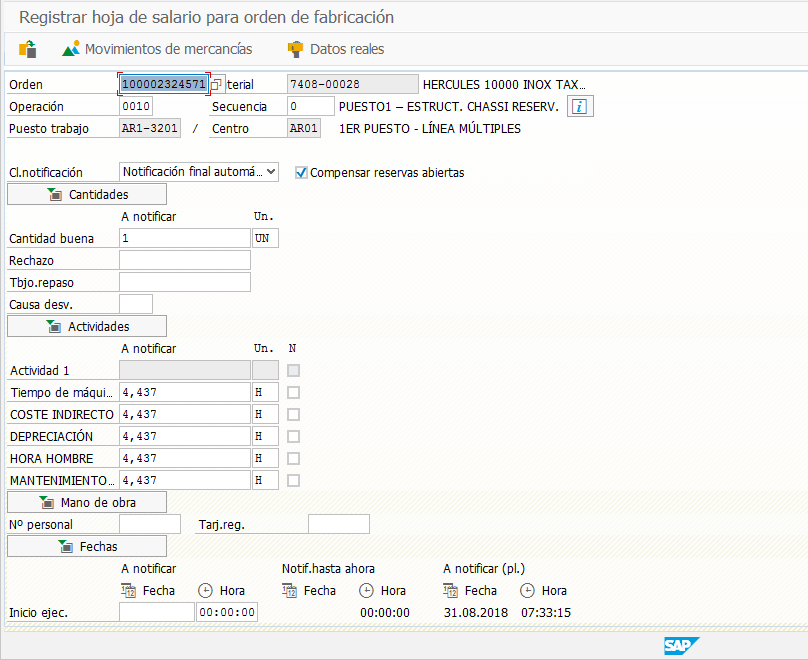 Registrar hoja de salario para orden de fabricación
Movimientos de mercancías Datos reales
Orden 100002324571 terial 7408-00028 HERCULES 10000 INOX TAX...
Operación 0010 Secuencia 0 PUESTO1 – ESTRUCT. CHASSI RESERV.
Puesto trabajo AR1-3201 / Centro AR01 1ER PUESTO - LÍNEA MÚLTIPLES
Cl.notificación Notificación final automá... Compensar reservas abiertas
Cantidades
A notificar Un.
Cantidad buena 1 UN
Rechazo
Tbjo.repaso
Causa desv.
Actividades
A notificar Un. N
Actividad 1
Tiempo de máqui... 4,437 H
COSTE INDIRECTO 4,437 H
DEPRECIACIÓN 4,437 H
HORA HOMBRE 4,437 H
MANTENIMIENTO... 4,437 H
Mano de obra
Nº personal Tarj.reg.
Fechas
A notificar Notif.hasta ahora A notificar (pl.)
Fecha Hora Fecha Hora Fecha Hora
Inicio ejec. 00:00:00 00:00:00 31.08.2018 07:33:15
SAP